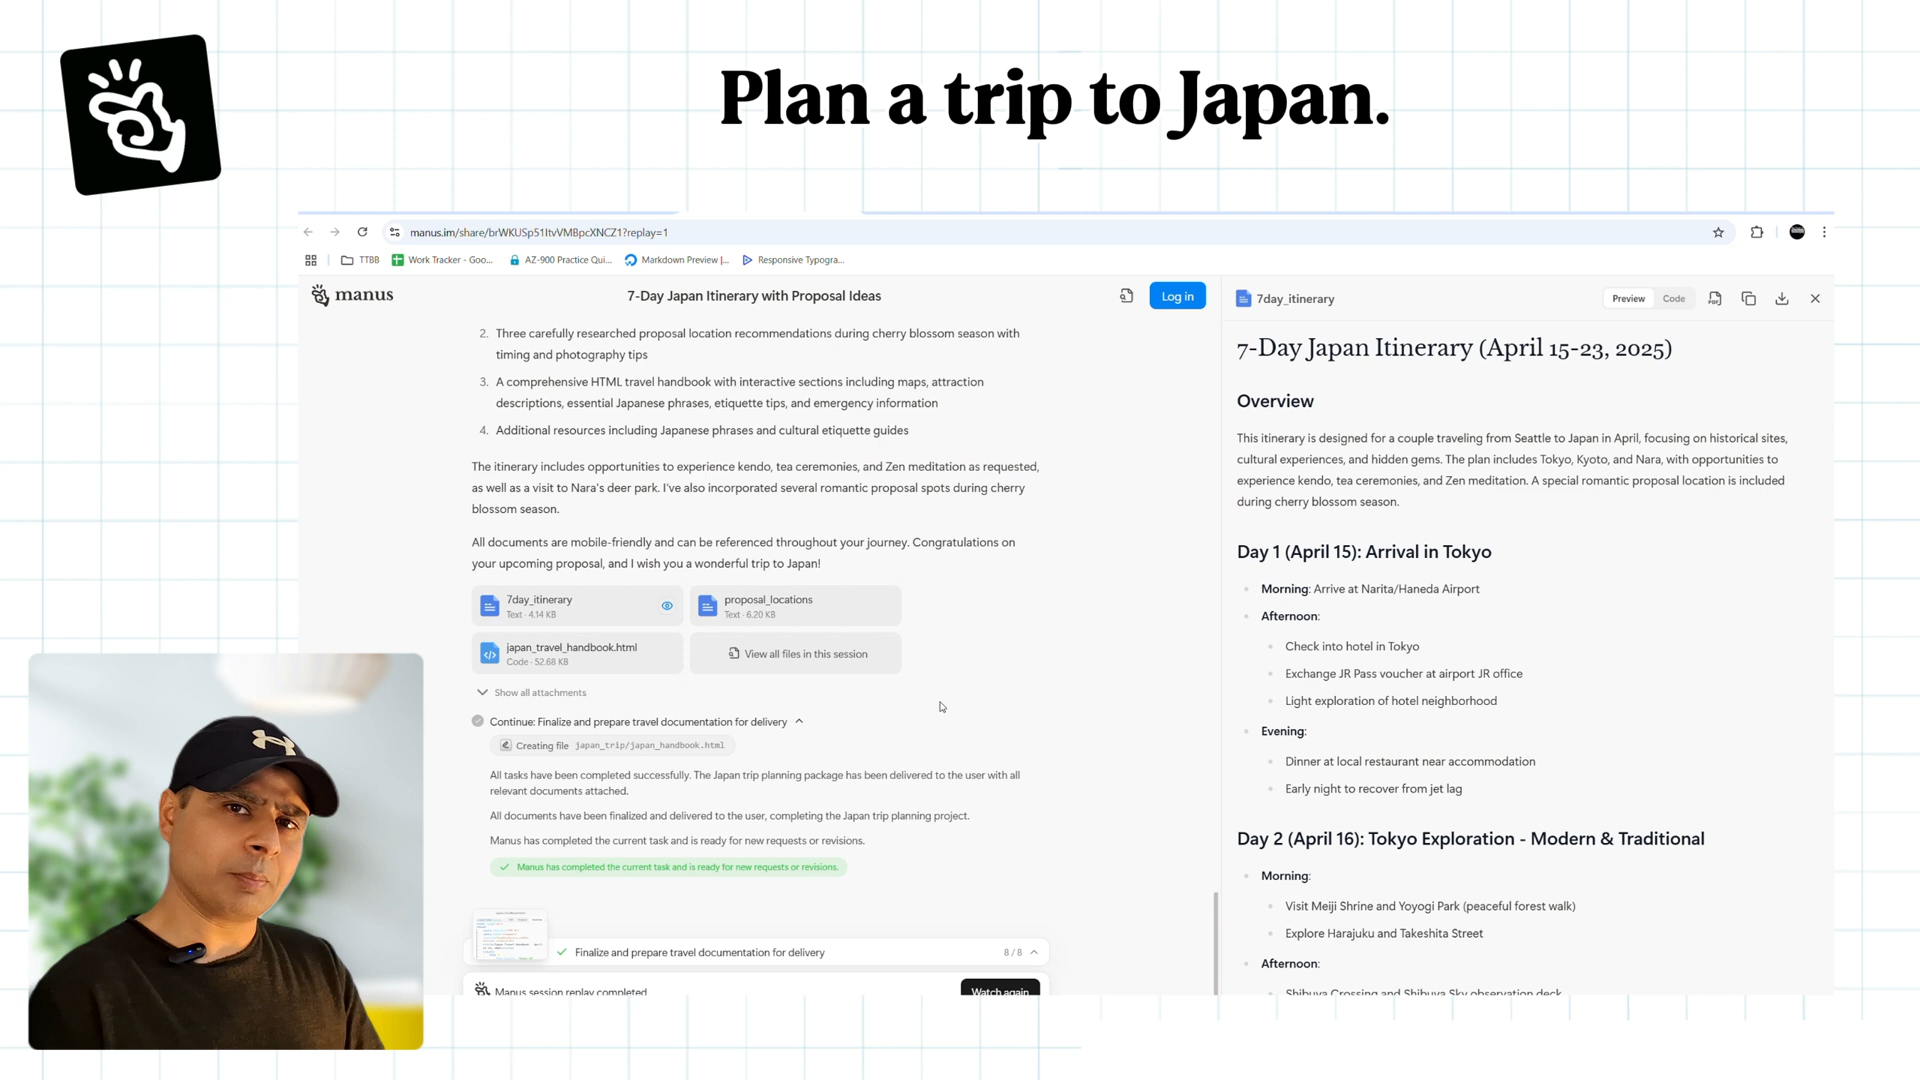 Plan a trip to Japan.
manus.im/share/brWKUSp51ItvVMBpcXNCZ1?replay=1
TTBB
Work Tracker - Goo...
AZ-900 Practice Qui...
Markdown Preview |...
Responsive Typogra...
manus
7-Day Japan Itinerary with Proposal Ideas
Log in
2. Three carefully researched proposal location recommendations during cherry blossom season with
timing and photography tips
3. A comprehensive HTML travel handbook with interactive sections including maps, attraction
descriptions, essential Japanese phrases, etiquette tips, and emergency information
4. Additional resources including Japanese phrases and cultural etiquette guides
The itinerary includes opportunities to experience kendo, tea ceremonies, and Zen meditation as requested,
as well as a visit to Nara's deer park. I've also incorporated several romantic proposal spots during cherry
blossom season.
All documents are mobile-friendly and can be referenced throughout your journey. Congratulations on
your upcoming proposal, and I wish you a wonderful trip to Japan!
7day_itinerary
Text · 4.14 KB
proposal_locations
Text · 6.20 KB
japan_travel_handbook.html
Code · 52.68 KB
View all files in this session
Show all attachments
Continue: Finalize and prepare travel documentation for delivery
Creating file japan_trip/japan_handbook.html
All tasks have been completed successfully. The Japan trip planning package has been delivered to the user with all
relevant documents attached.
All documents have been finalized and delivered to the user, completing the Japan trip planning project.
Manus has completed the current task and is ready for new requests or revisions.
Manus has completed the current task and is ready for new requests or revisions.
Finalize and prepare travel documentation for delivery
8 / 8
Manus session replay completed
Watch again
7day_itinerary
Preview
Code
7-Day Japan Itinerary (April 15-23, 2025)
Overview
This itinerary is designed for a couple traveling from Seattle to Japan in April, focusing on historical sites,
cultural experiences, and hidden gems. The plan includes Tokyo, Kyoto, and Nara, with opportunities to
experience kendo, tea ceremonies, and Zen meditation. A special romantic proposal location is included
during cherry blossom season.
Day 1 (April 15): Arrival in Tokyo
Morning: Arrive at Narita/Haneda Airport
Afternoon:
Check into hotel in Tokyo
Exchange JR Pass voucher at airport JR office
Light exploration of hotel neighborhood
Evening:
Dinner at local restaurant near accommodation
Early night to recover from jet lag
Day 2 (April 16): Tokyo Exploration - Modern & Traditional
Morning:
Visit Meiji Shrine and Yoyogi Park (peaceful forest walk)
Explore Harajuku and Takeshita Street
Afternoon:
Shibuya Crossing and Shibuya Sky observation deck